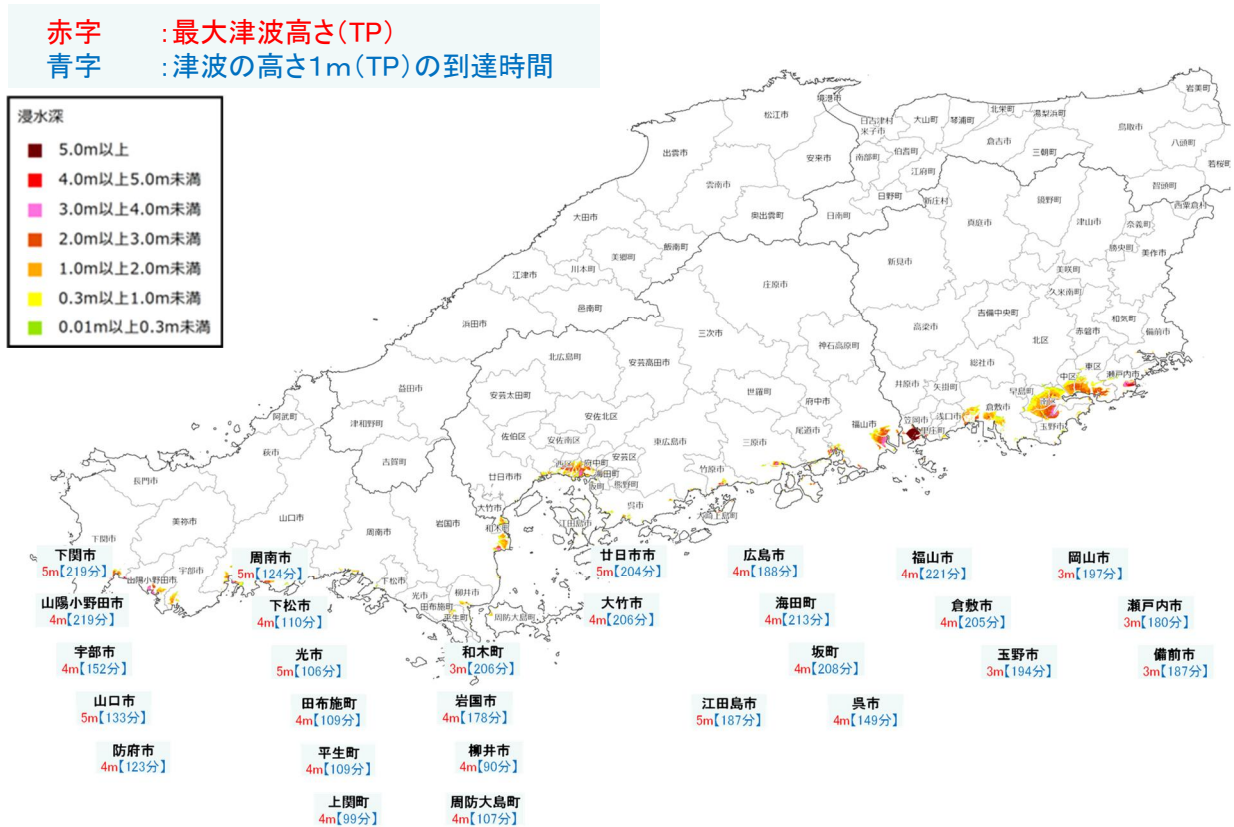 赤字 ：最大津波高さ（TP）
青字 ：津波の高さ1m（TP）の到達時間
浸水深
5.0m以上
4.0m以上5.0m未満
3.0m以上4.0m未満
2.0m以上3.0m未満
1.0m以上2.0m未満
0.3m以上1.0m未満
0.01m以上0.3m未満
境港市
松江市
出雲市
安来市
雲南市
奥出雲町
大田市
飯南町
美郷町
川本町
江津市
邑南町
浜田市
益田市
津和野町
吉賀町
日吉津村
米子市
大山町
琴浦町
北栄町
湯梨浜町
岩美町
鳥取市
八頭町
若桜町
智頭町
倉吉市
三朝町
南部町
伯耆町
江府町
日野町
日南町
新庄村
真庭市
鏡野町
津山市
奈義町
西粟倉村
勝央町
美作市
美咲町
久米南町
新見市
高梁市
吉備中央町
北区
赤磐市
和気町
備前市
総社市
井原市
矢掛町
早島町
中区
東区
瀬戸内市
南区
玉野市
倉敷市
浅口市
里庄町
笠岡市
庄原市
三次市
神石高原町
北広島町
安芸高田市
安芸太田町
世羅町
府中市
福山市
尾道市
三原市
安佐北区
安佐南区
佐伯区
東広島市
安芸区
府中町
西区
海田町
坂町
熊野町
竹原市
廿日市市
呉市
大崎上島町
江田島市
大竹市
和木町
岩国市
阿武町
萩市
長門市
美祢市
山口市
周南市
下関市
宇部市
山陽小野田市
下松市
光市
柳井市
田布施町
平生町
周防大島町
下関市
5m【219分】
周南市
5m【124分】
廿日市市
5m【204分】
広島市
4m【188分】
福山市
4m【221分】
岡山市
3m【197分】
山陽小野田市
4m【219分】
下松市
4m【110分】
大竹市
4m【206分】
海田町
4m【213分】
倉敷市
4m【205分】
瀬戸内市
3m【180分】
宇部市
4m【152分】
光市
5m【106分】
和木町
3m【206分】
坂町
4m【208分】
玉野市
3m【194分】
備前市
3m【187分】
山口市
5m【133分】
田布施町
4m【109分】
岩国市
4m【178分】
江田島市
5m【187分】
呉市
4m【149分】
防府市
4m【123分】
平生町
4m【109分】
柳井市
4m【90分】
上関町
4m【99分】
周防大島町
4m【107分】